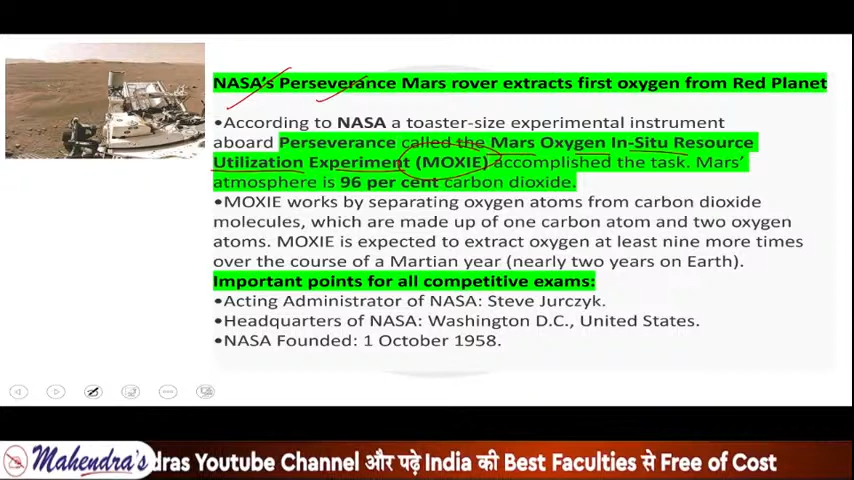 NASA's Perseverance Mars rover extracts first oxygen from Red Planet
•According to NASA a toaster-size experimental instrument
aboard Perseverance called the Mars Oxygen In-Situ Resource
Utilization Experiment (MOXIE) accomplished the task. Mars'
atmosphere is 96 per cent carbon dioxide.
•MOXIE works by separating oxygen atoms from carbon dioxide
molecules, which are made up of one carbon atom and two oxygen
atoms. MOXIE is expected to extract oxygen at least nine more times
over the course of a Martian year (nearly two years on Earth).
Important points for all competitive exams:
•Acting Administrator of NASA: Steve Jurczyk.
•Headquarters of NASA: Washington D.C., United States.
•NASA Founded: 1 October 1958.
Mahendra's dras Youtube Channel और पढ़े India की Best Faculties से Free of Cost